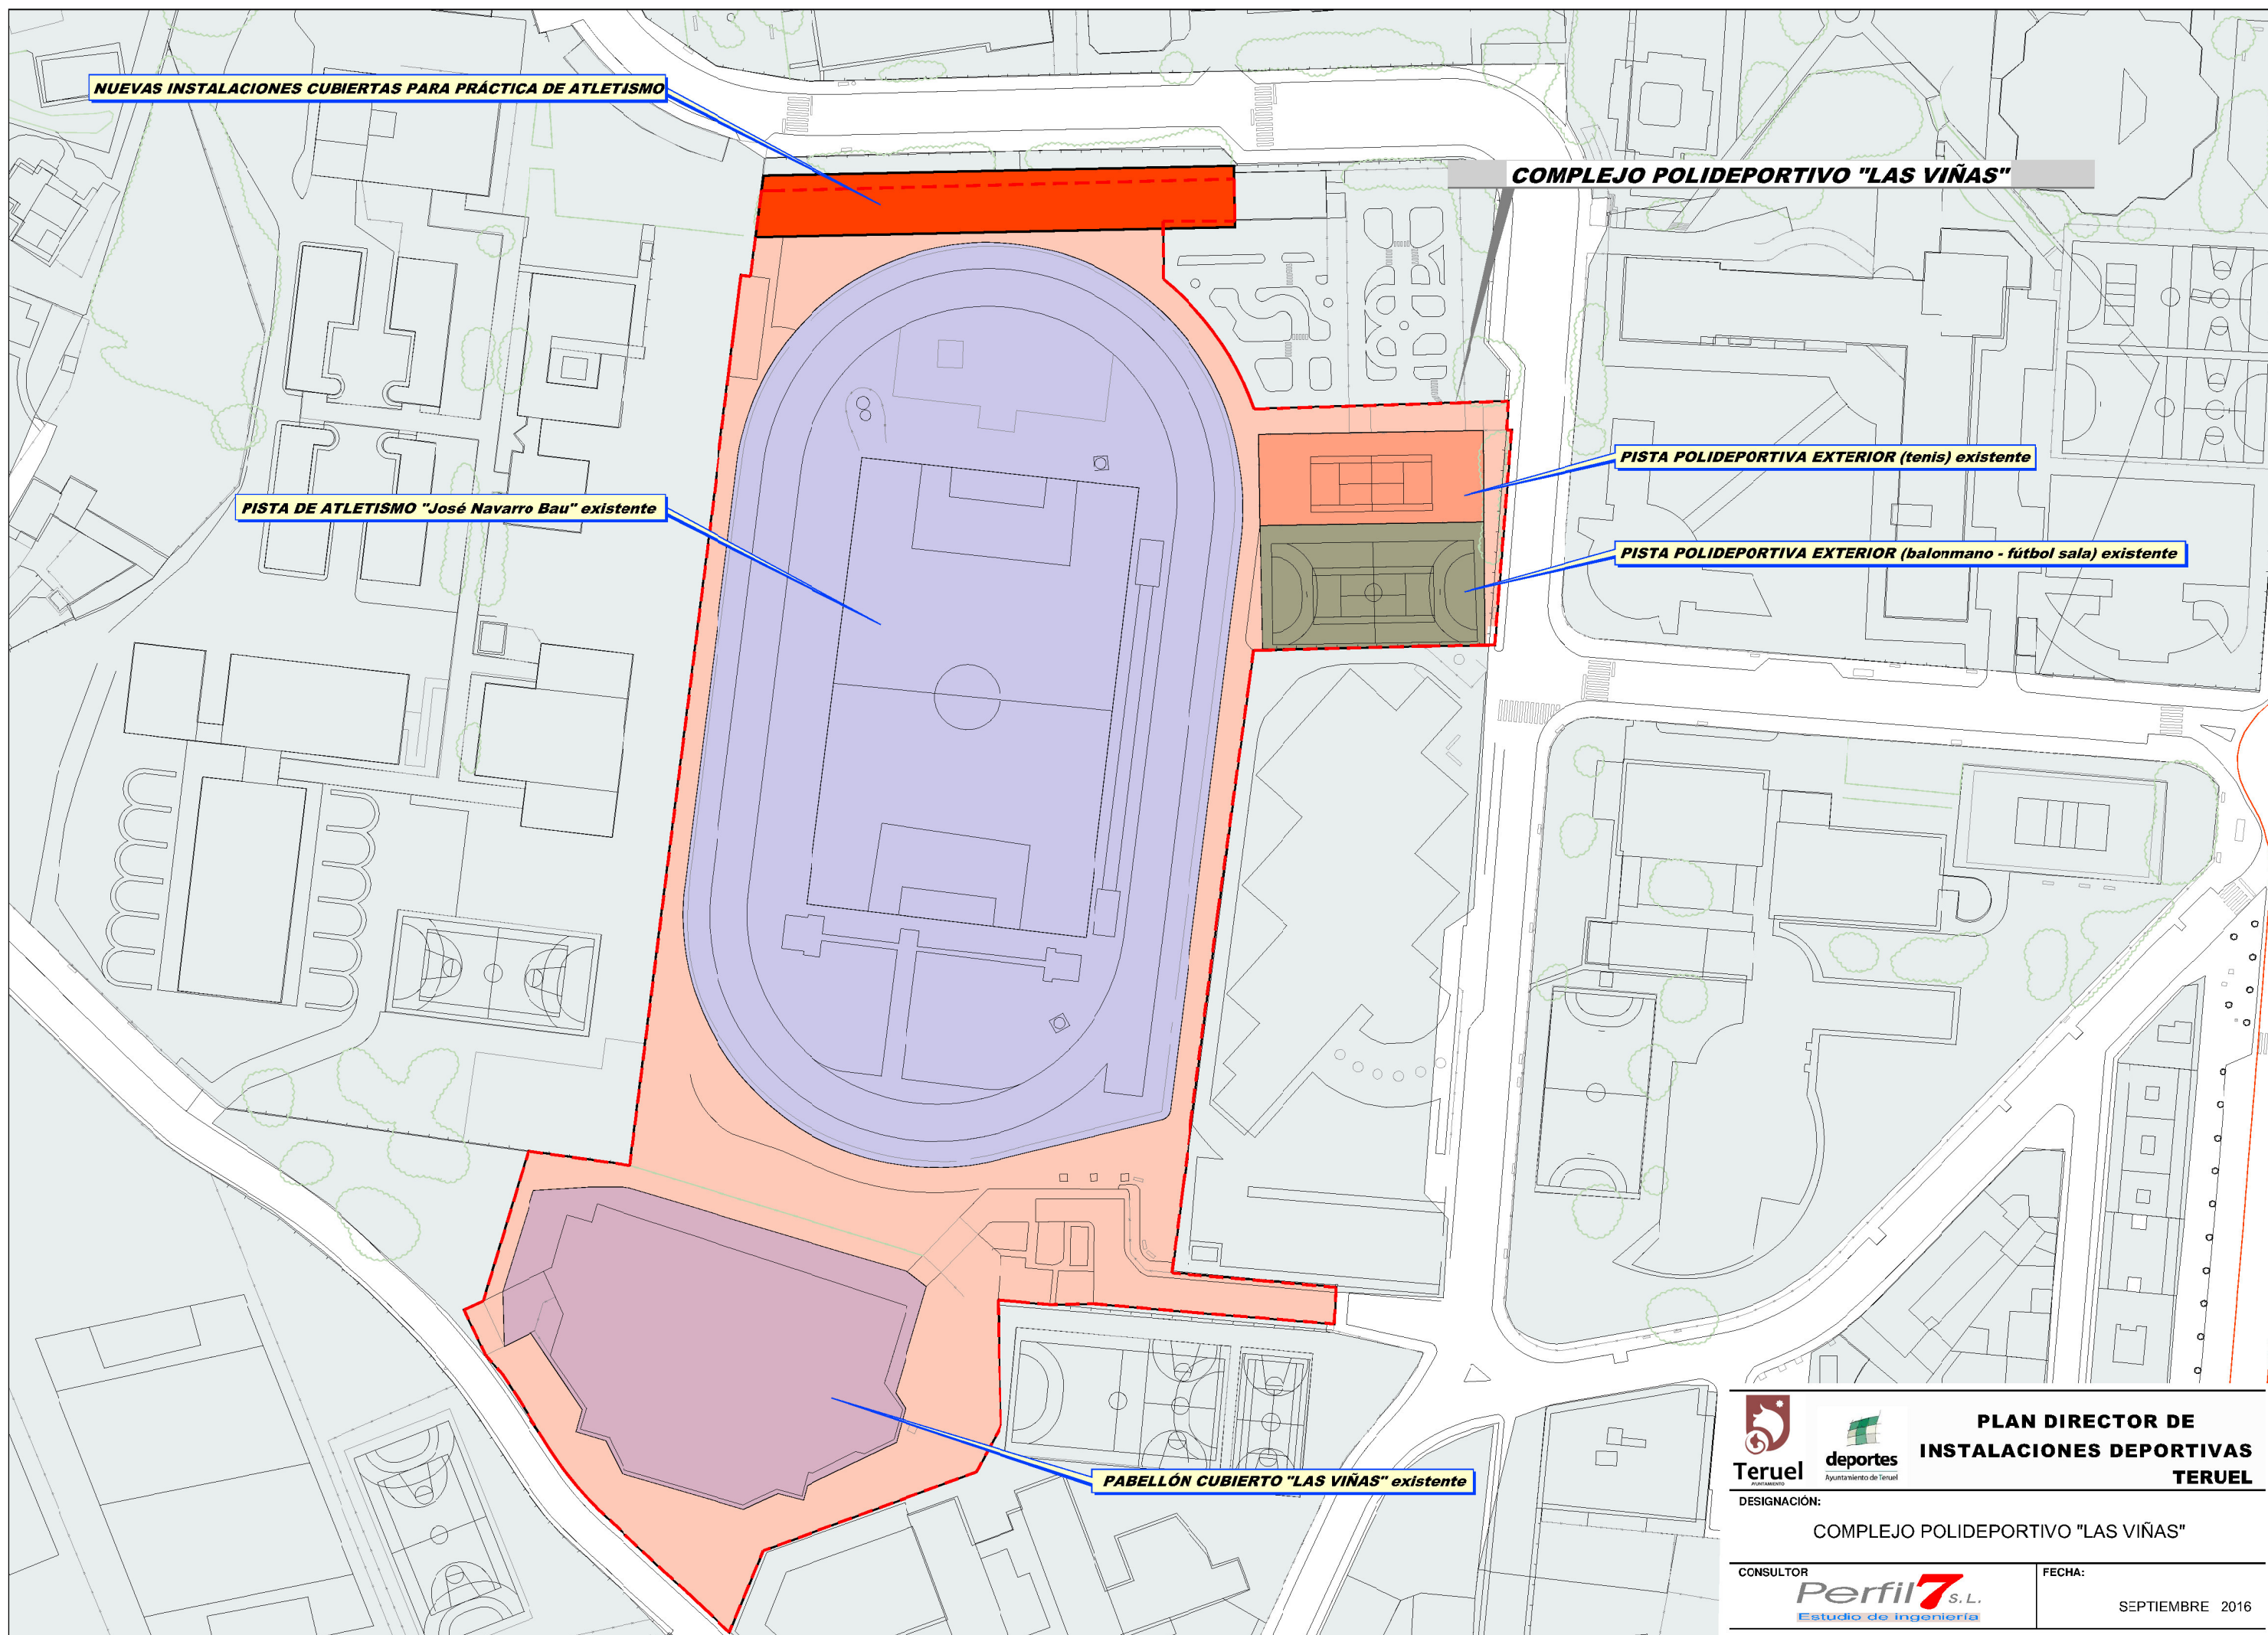 NUEVAS INSTALACIONES CUBIERTAS PARA PRÁCTICA DE ATLETISMO
COMPLEJO POLIDEPORTIVO "LAS VIÑAS"
PISTA POLIDEPORTIVA EXTERIOR (tenis) existente
PISTA DE ATLETISMO "José Navarro Bau" existente
PISTA POLIDEPORTIVA EXTERIOR (balonmano - fútbol sala) existente
PABELLÓN CUBIERTO "LAS VIÑAS" existente
Teruel
AYUNTAMIENTO
deportes
Ayuntamiento de Teruel
PLAN DIRECTOR DE
INSTALACIONES DEPORTIVAS
TERUEL
DESIGNACIÓN:
COMPLEJO POLIDEPORTIVO "LAS VIÑAS"
CONSULTOR
Perfil7 S.L.
Estudio de ingeniería
FECHA:
SEPTIEMBRE 2016